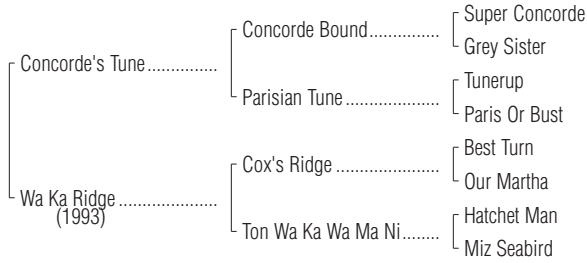 Super Concorde
Concorde Bound...............
Grey Sister
Concorde's Tune...............
Tunerup
Parisian Tune....................
Paris Or Bust
Best Turn
Cox's Ridge ......................
Our Martha
Wa Ka Ridge.....................
(1993)
Hatchet Man
Ton Wa Ka Wa Ma Ni........
Miz Seabird